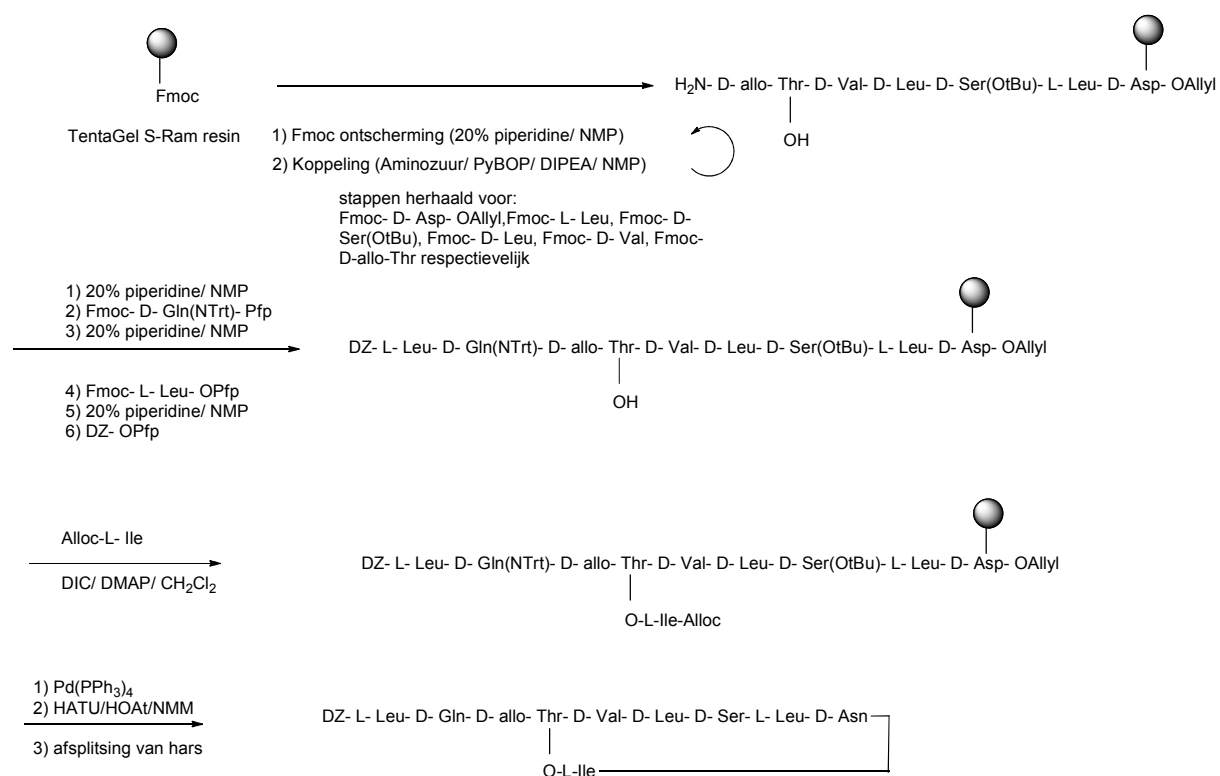 Fmoc
TentaGel S-Ram resin
1) Fmoc ontscherming (20% piperidine/ NMP)
2) Koppeling (Aminozuur/ PyBOP/ DIPEA/ NMP)
stappen herhaald voor:
Fmoc- D- Asp- OAllyl,Fmoc- L- Leu, Fmoc- D-
Ser(OtBu), Fmoc- D- Leu, Fmoc- D- Val, Fmoc-
D-allo-Thr respectievelijk
H2N- D- allo- Thr- D- Val- D- Leu- D- Ser(OtBu)- L- Leu- D- Asp- OAllyl
OH
1) 20% piperidine/ NMP
2) Fmoc- D- Gln(NTrt)- Pfp
3) 20% piperidine/ NMP
4) Fmoc- L- Leu- OPfp
5) 20% piperidine/ NMP
6) DZ- OPfp
DZ- L- Leu- D- Gln(NTrt)- D- allo- Thr- D- Val- D- Leu- D- Ser(OtBu)- L- Leu- D- Asp- OAllyl
OH
Alloc-L- Ile
DIC/ DMAP/ CH2Cl2
DZ- L- Leu- D- Gln(NTrt)- D- allo- Thr- D- Val- D- Leu- D- Ser(OtBu)- L- Leu- D- Asp- OAllyl
O-L-Ile-Alloc
1) Pd(PPh3)4
2) HATU/HOAt/NMM
3) afsplitsing van hars
DZ- L- Leu- D- Gln- D- allo- Thr- D- Val- D- Leu- D- Ser- L- Leu- D- Asn
O-L-Ile